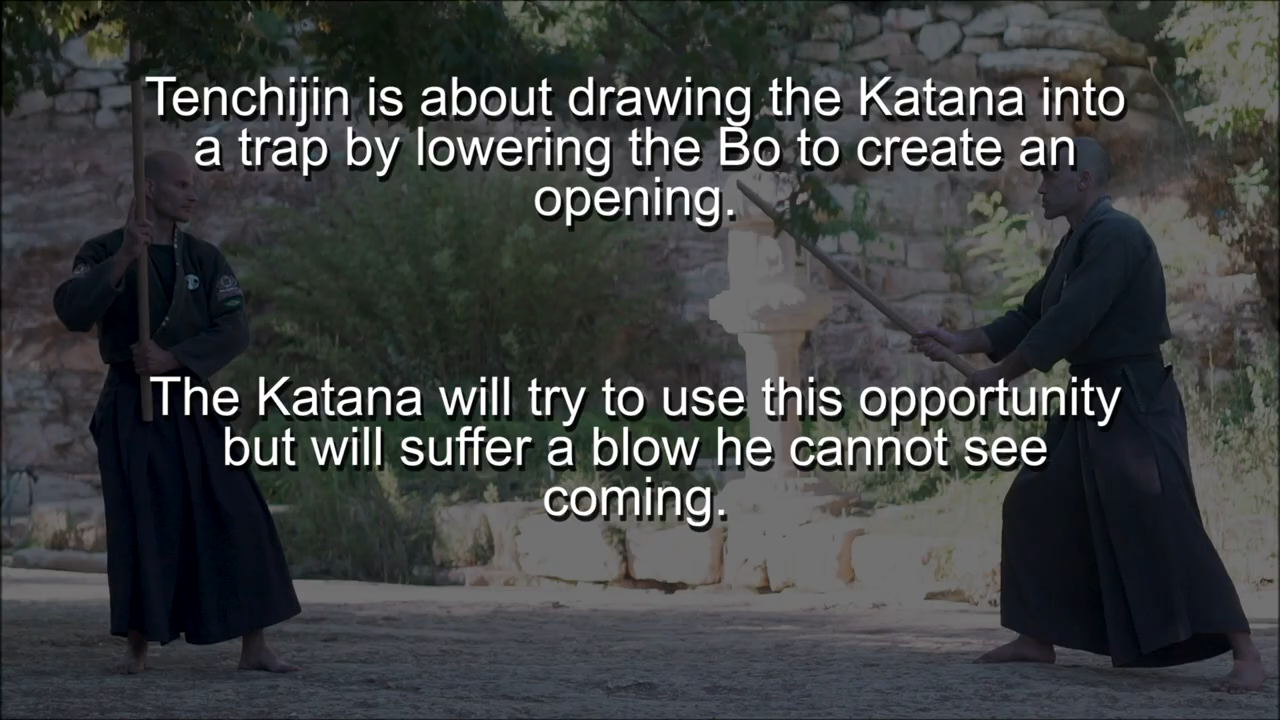 Tenchijin is about drawing the Katana into
a trap by lowering the Bo to create an
opening.
The Katana will try to use this opportunity
but will suffer a blow he cannot see
coming.